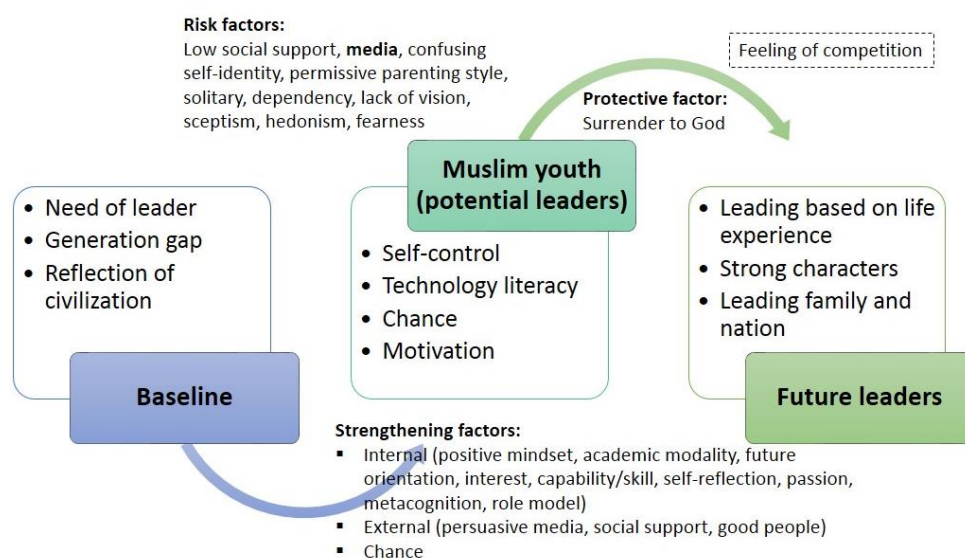 Risk factors:
Low social support, media, confusing
self-identity, permissive parenting style,
solitary, dependency, lack of vision,
sceptism, hedonism, fearness
Feeling of competition
Protective factor:
Surrender to God
• Need of leader
• Generation gap
• Reflection of
civilization
Baseline
Muslim youth
(potential leaders)
• Self-control
• Technology literacy
• Chance
• Motivation
• Leading based on life
experience
• Strong characters
• Leading family and
nation
Future leaders
Strengthening factors:
▪ Internal (positive mindset, academic modality, future
orientation, interest, capability/skill, self-reflection, passion,
metacognition, role model)
▪ External (persuasive media, social support, good people)
▪ Chance